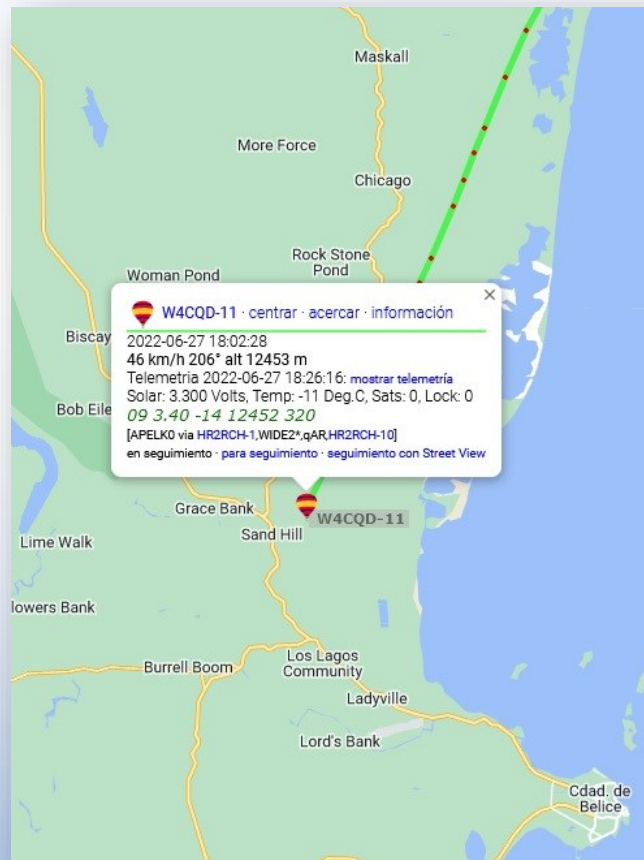 Maskall
More Force
Chicago
Rock Stone
Pond
Woman Pond
W4CQD-11 · centrar · acercar · información
2022-06-27 18:02:28
46 km/h 206° alt 12453 m
Telemetria 2022-06-27 18:26:16: mostrar telemetría
Solar: 3.300 Volts, Temp: -11 Deg.C, Sats: 0, Lock: 0
09 3.40 -14 12452 320
[APELK0 via HR2RCH-1,WIDE2*,qAR,HR2RCH-10]
en seguimiento · para seguimiento · seguimiento con Street View
Biscay
Bob Eile
W4CQD-11
Grace Bank
Sand Hill
Lime Walk
lowers Bank
Burrell Boom
Los Lagos
Community
Ladyville
Lord's Bank
Cdad. de
Belice